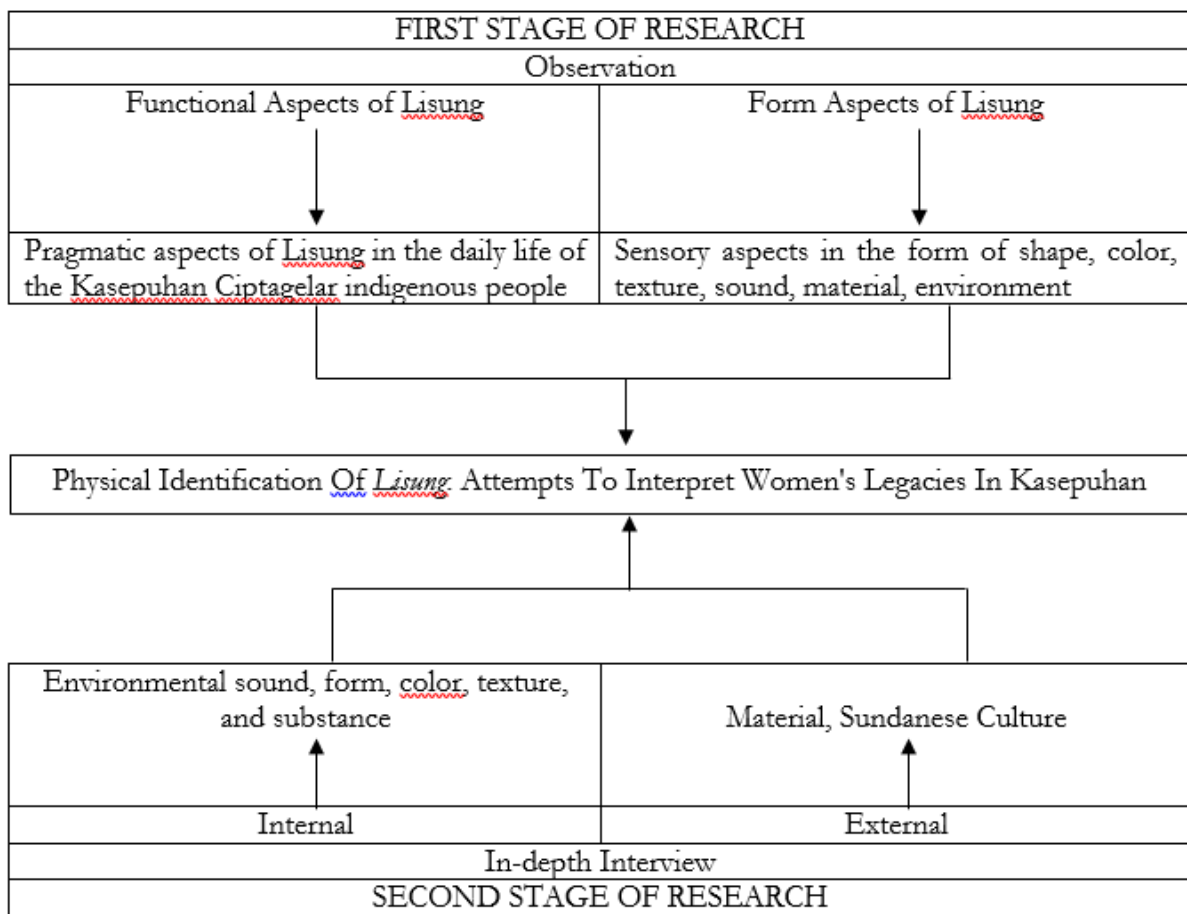 FIRST STAGE OF RESEARCH
Observation
Functional Aspects of Lisung
Form Aspects of Lisung
Pragmatic aspects of Lisung in the daily life of
the Kasepuhan Ciptagelar indigenous people
Sensory aspects in the form of shape, color,
texture, sound, material, environment
Physical Identification Of Lisung: Attempts To Interpret Women's Legacies In Kasepuhan
Environmental sound, form, color, texture,
and substance
Material, Sundanese Culture
Internal
External
In-depth Interview
SECOND STAGE OF RESEARCH